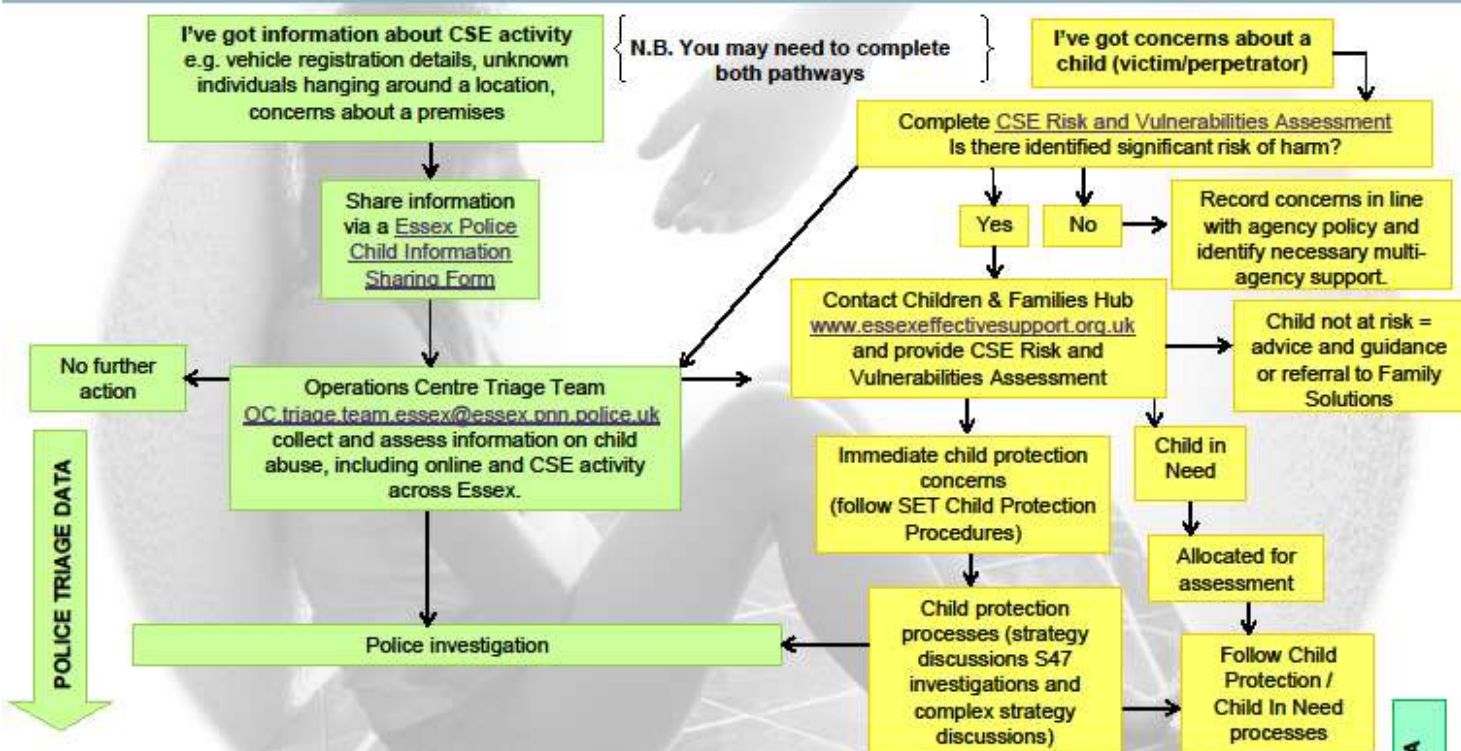 I've got information about CSE activity
e.g. vehicle registration details, unknown
individuals hanging around a location,
concerns about a premises
N.B. You may need to complete
both pathways
I've got concerns about a
child (victim/perpetrator)
Complete CSE Risk and Vulnerabilities Assessment
Is there identified significant risk of harm?
Share information
via a Essex Police
Child Information
Sharing Form
Yes
No
Record concerns in line
with agency policy and
identify necessary multi-
agency support.
Contact Children & Families Hub
www.essexeffectivesupport.org.uk
and provide CSE Risk and
Vulnerabilities Assessment
Child not at risk =
advice and guidance
or referral to Family
Solutions
No further
action
Operations Centre Triage Team
OC.triage.team.essex@essex.pnn.police.uk
collect and assess information on child
abuse, including online and CSE activity
across Essex.
Immediate child protection
concerns
(follow SET Child Protection
Procedures)
Child in
Need
Allocated for
assessment
POLICE TRIAGE DATA
Police investigation
Child protection
processes (strategy
discussions S47
investigations and
complex strategy
discussions)
Follow Child
Protection /
Child In Need
processes
A